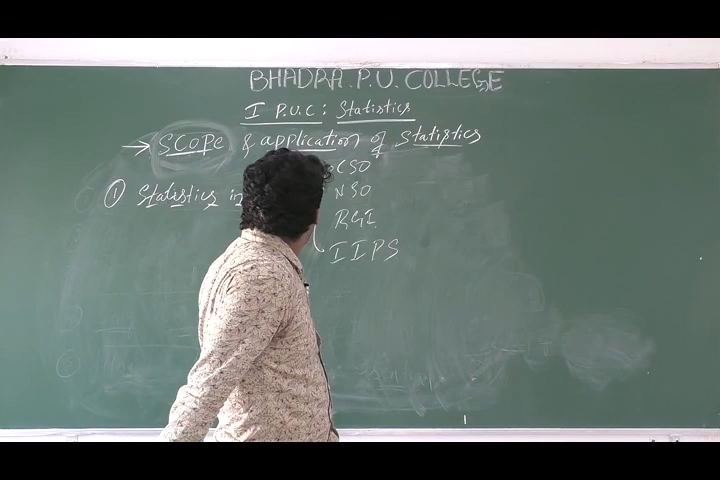 BHADRA. P.U. COLLEGE
I P.U.C: Statistics
→ SCOPE & application of Statistics
CSO
① Statistics in
NSO
RGI.
IIPS